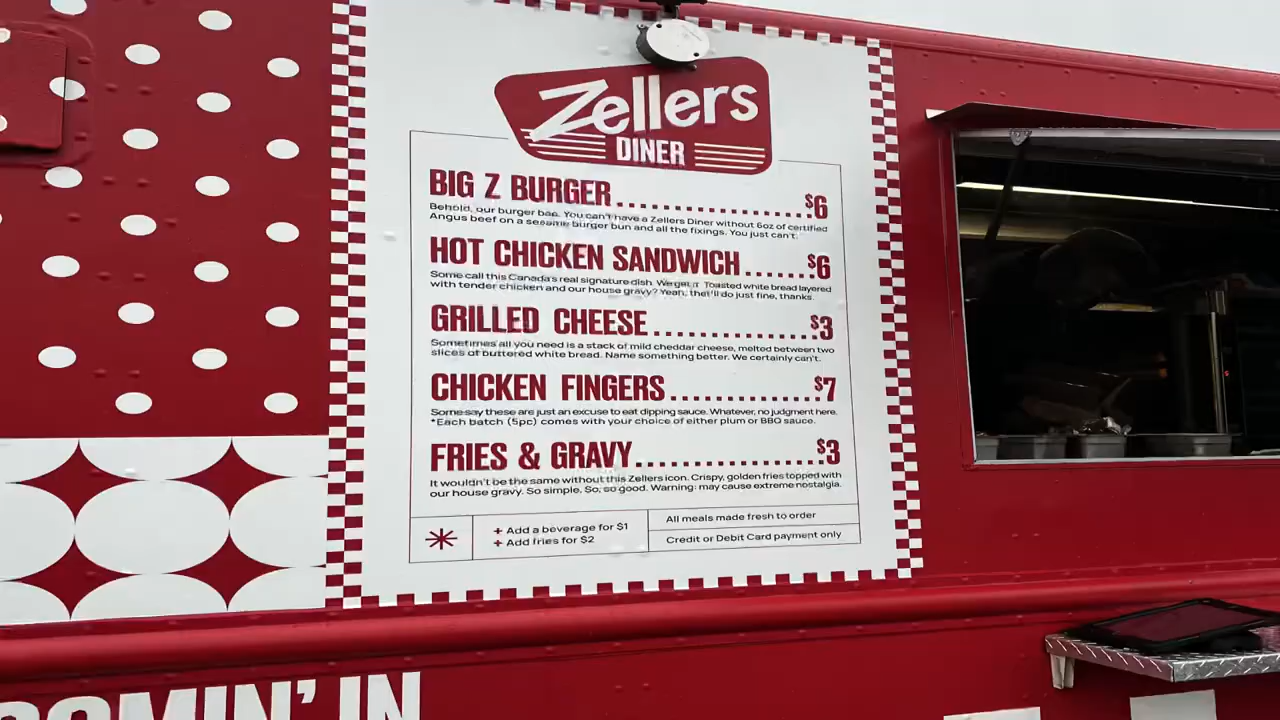 Zellers
DINER
BIG Z BURGER ..................$6
Behold, our burger bae. You can't have a Zellers Diner without 6oz of certified
Angus beef on a sesame burger bun and all the fixings. You just can't.
HOT CHICKEN SANDWICH .......$6
Some call this Canada's real signature dish. We get it. Toasted white bread layered
with tender chicken and our house gravy? Yeah, that'll do just fine, thanks.
GRILLED CHEESE ...............$3
Sometimes all you need is a stack of mild cheddar cheese, melted between two
slices of buttered white bread. Name something better. We certainly can't.
CHICKEN FINGERS ..............$7
Some say these are just an excuse to eat dipping sauce. Whatever, no judgment here.
*Each batch (5pc) comes with your choice of either plum or BBQ sauce.
FRIES & GRAVY .................$3
It wouldn't be the same without this Zellers icon. Crispy, golden fries topped with
our house gravy. So simple. So, so good. Warning: may cause extreme nostalgia.
+ Add a beverage for $1
+ Add fries for $2
All meals made fresh to order
Credit or Debit Card payment only
OMIN' IN